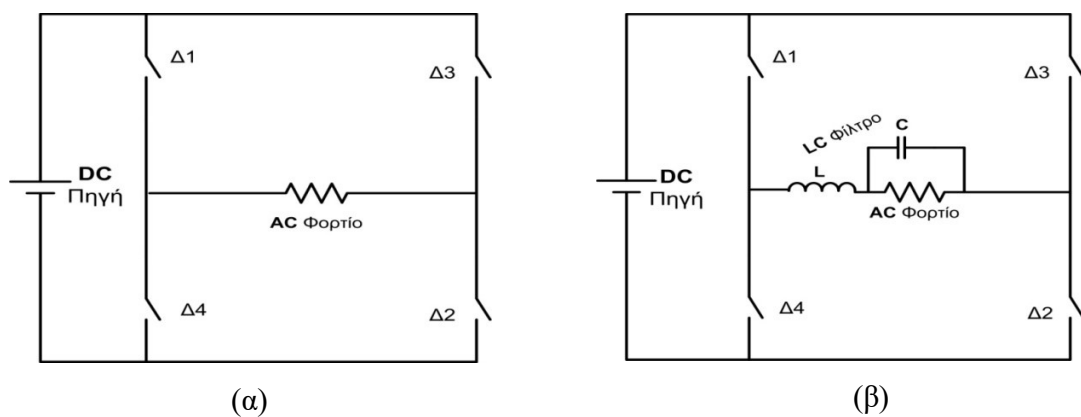 Δ1
Δ3
DC
Πηγή
AC Φορτίο
Δ4
Δ2
(α)
Δ1
Δ3
LC Φίλτρο
C
L
DC
Πηγή
AC Φορτίο
Δ4
Δ2
(β)